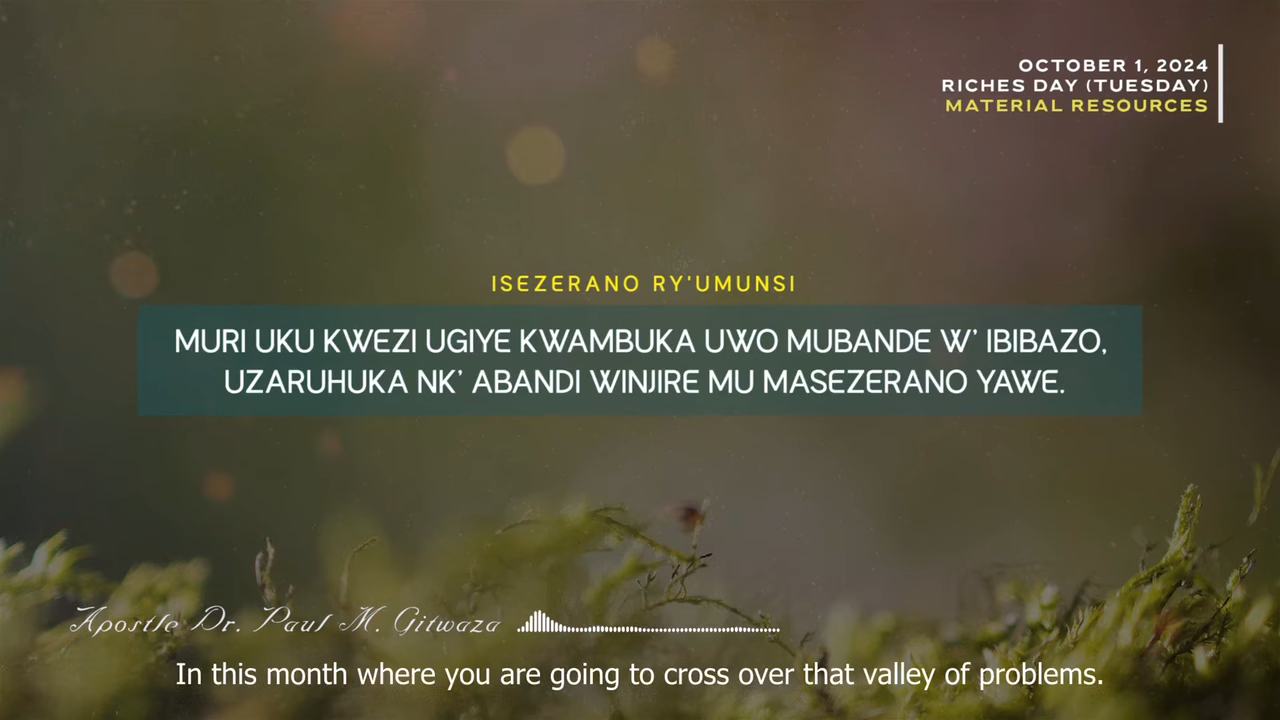 OCTOBER 1, 2024
RICHES DAY (TUESDAY)
MATERIAL RESOURCES
ISEZERANO RY'UMUNSI
MURI UKU KWEZI UGIYE KWAMBUKA UWO MUBANDE W' IBIBAZO,
UZARUHUKA NK' ABANDI WINJIRE MU MASEZERANO YAWE.
Apostle Dr. Paul M. Gitwaza
In this month where you are going to cross over that valley of problems.